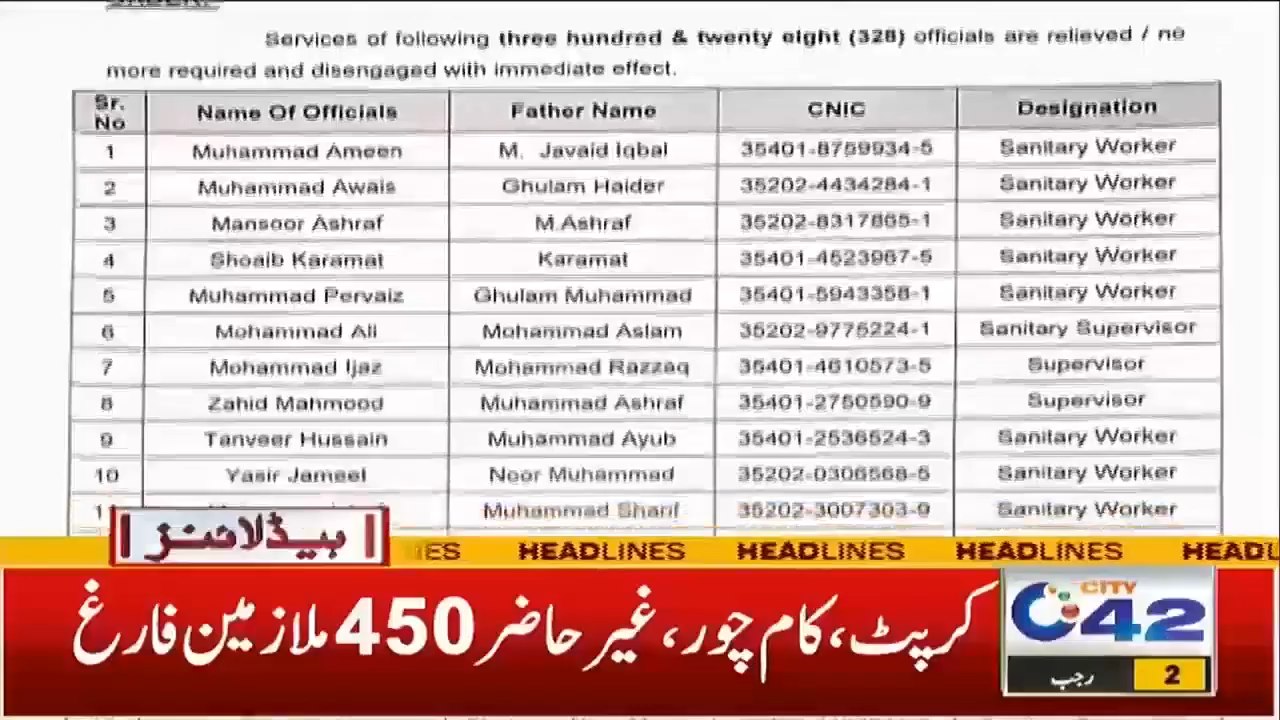 ORDER:
Services of following three hundred & twenty eight (328) officials are relieved / no
more required and disengaged with immediate effect.
Sr. No Name Of Officials Father Name CNIC Designation
1 Muhammad Ameen M. Javaid Iqbal 35401-8759934-5 Sanitary Worker
2 Muhammad Awais Ghulam Haider 35202-4434284-1 Sanitary Worker
3 Mansoor Ashraf M.Ashraf 35202-8317865-1 Sanitary Worker
4 Shoaib Karamat Karamat 35401-4523967-5 Sanitary Worker
5 Muhammad Pervaiz Ghulam Muhammad 35401-5943358-1 Sanitary Worker
6 Mohammad Ali Mohammad Aslam 35202-9775224-1 Sanitary Supervisor
7 Mohammad Ijaz Mohammad Razzaq 35401-4610573-5 Supervisor
8 Zahid Mahmood Muhammad Ashraf 35401-2750590-9 Supervisor
9 Tanveer Hussain Muhammad Ayub 35401-2536524-3 Sanitary Worker
10 Yasir Jameel Noor Muhammad 35202-0306568-5 Sanitary Worker
11 Muhammad Sharif 35202-3007303-9 Sanitary Worker
ہیڈلائنز
HEADLINES HEADLINES HEADLINES
کرپٹ، کام چور، غیر حاضر 450 ملازمین فارغ
CITY
42
رجب 2